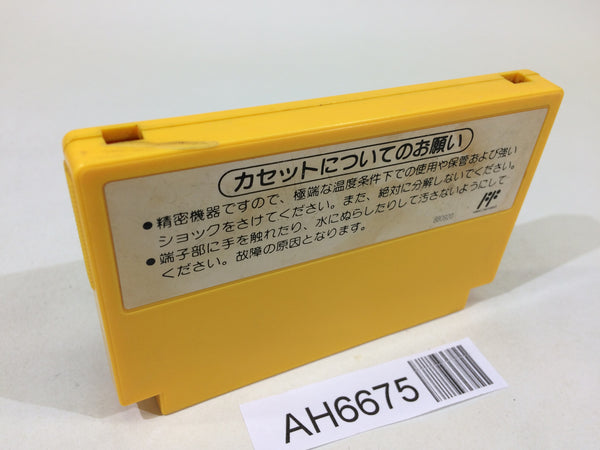 カセットについてのお願い
●精密機器ですので、極端な温度条件下での使用や保管および強い
ショックをさけてください。また、絶対に分解しないでください。
●端子部に手を触れたり、水にぬらしたりして汚さないようにして
ください。故障の原因となります。
AH6675